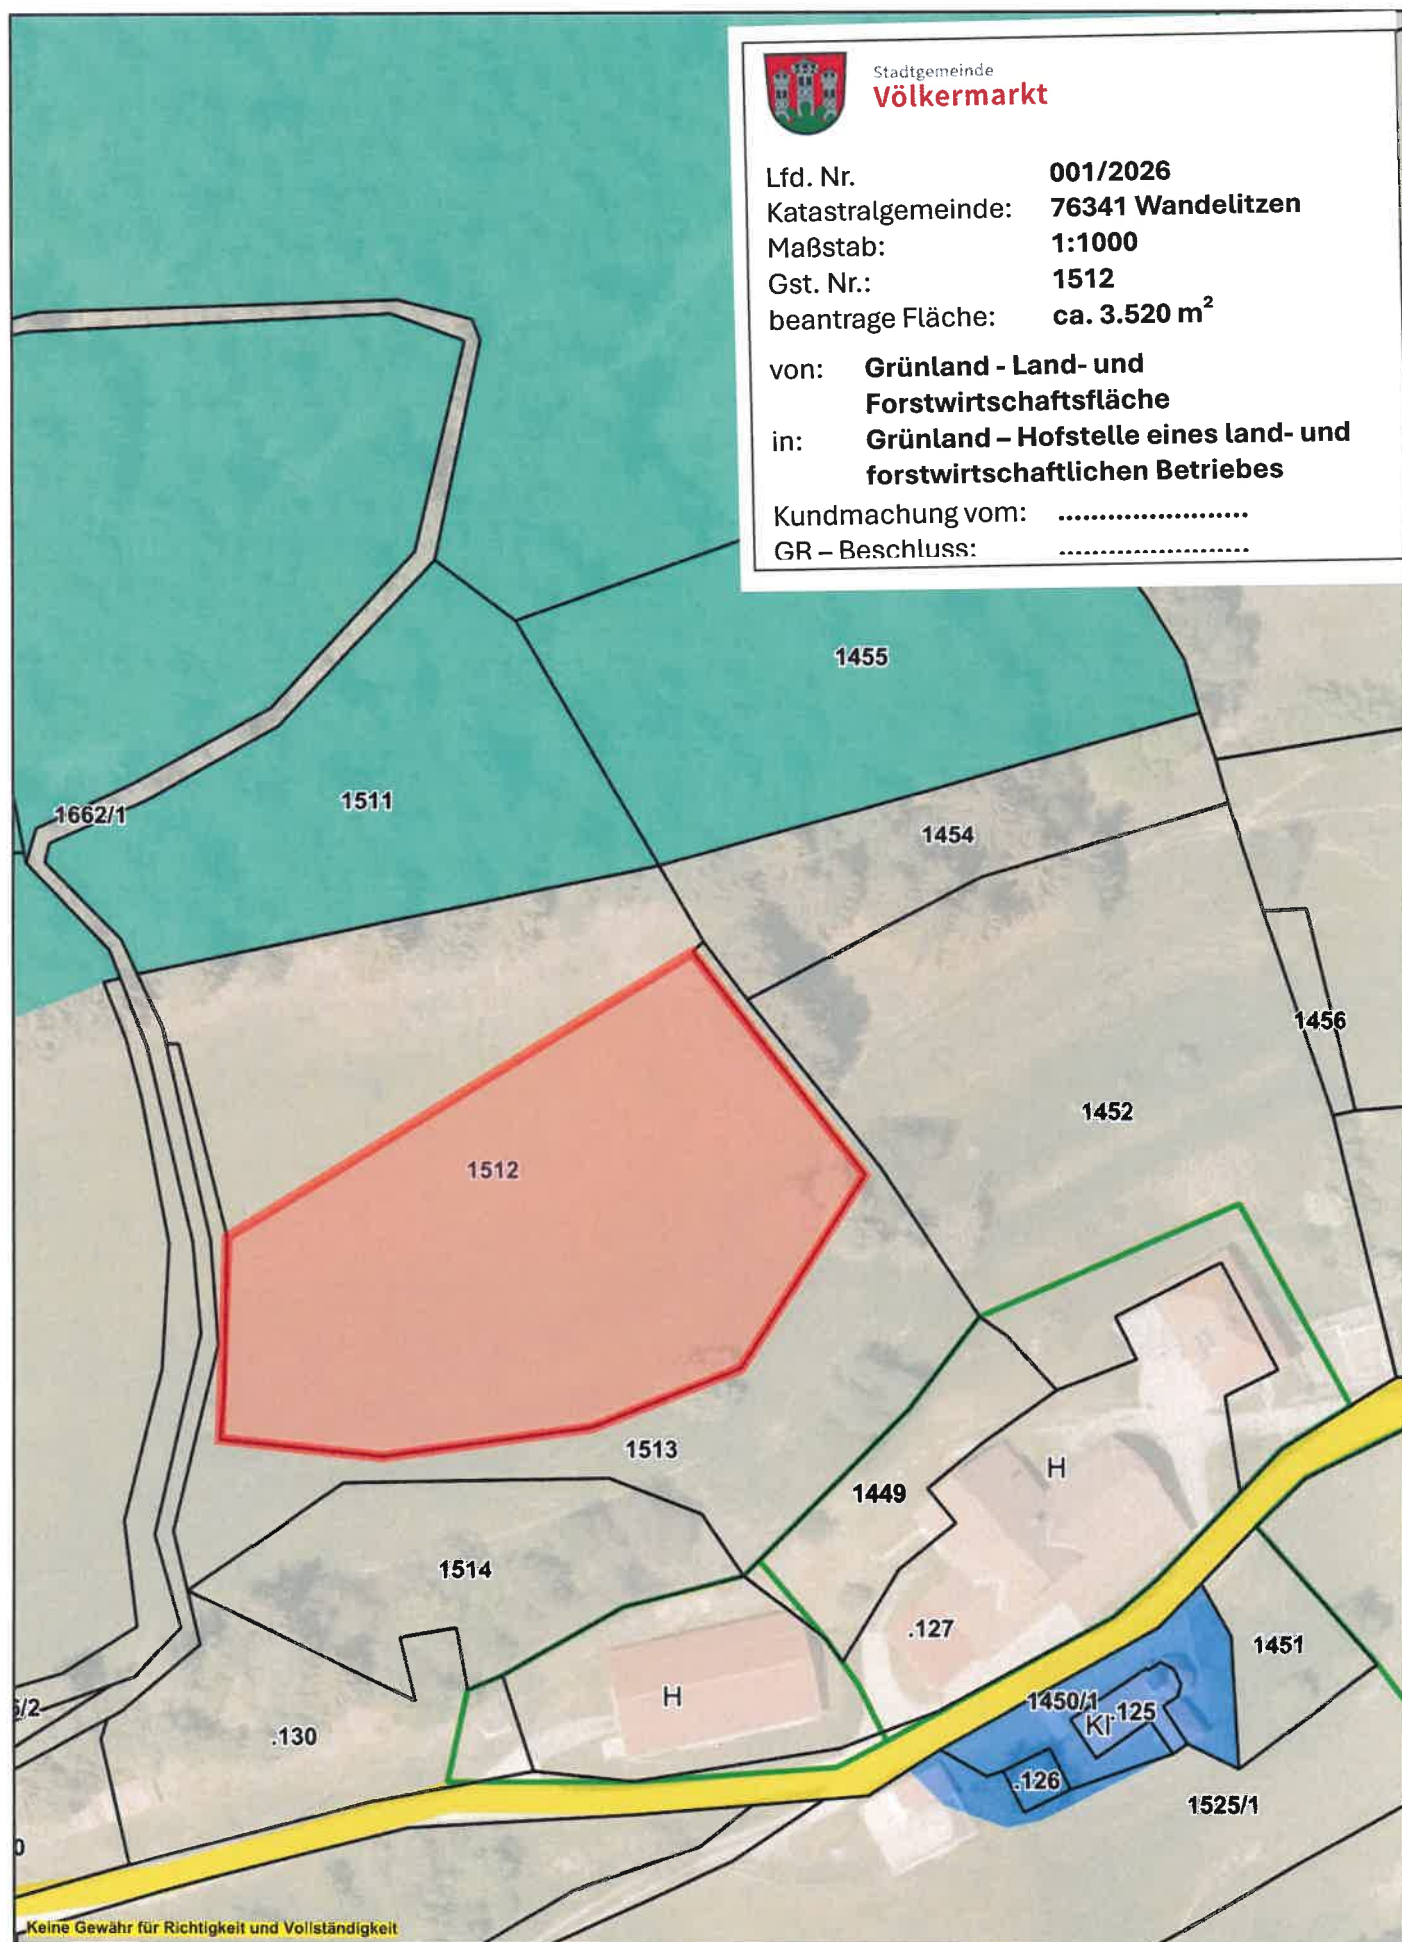 Stadtgemeinde
Völkermarkt
Lfd. Nr. 001/2026
Katastralgemeinde: 76341 Wandelitzen
Maßstab: 1:1000
Gst. Nr.: 1512
beantrage Fläche: ca. 3.520 m²
von: Grünland - Land- und
Forstwirtschaftsfläche
in: Grünland – Hofstelle eines land- und
forstwirtschaftlichen Betriebes
Kundmachung vom: .......................
GR – Beschluss: .......................
1455
1662/1
1511
1454
1456
1452
1512
1513
1449
H
1514
.127
1451
H
1450/1
.125
KI
/2
.130
.126
1525/1
0
Keine Gewähr für Richtigkeit und Vollständigkeit